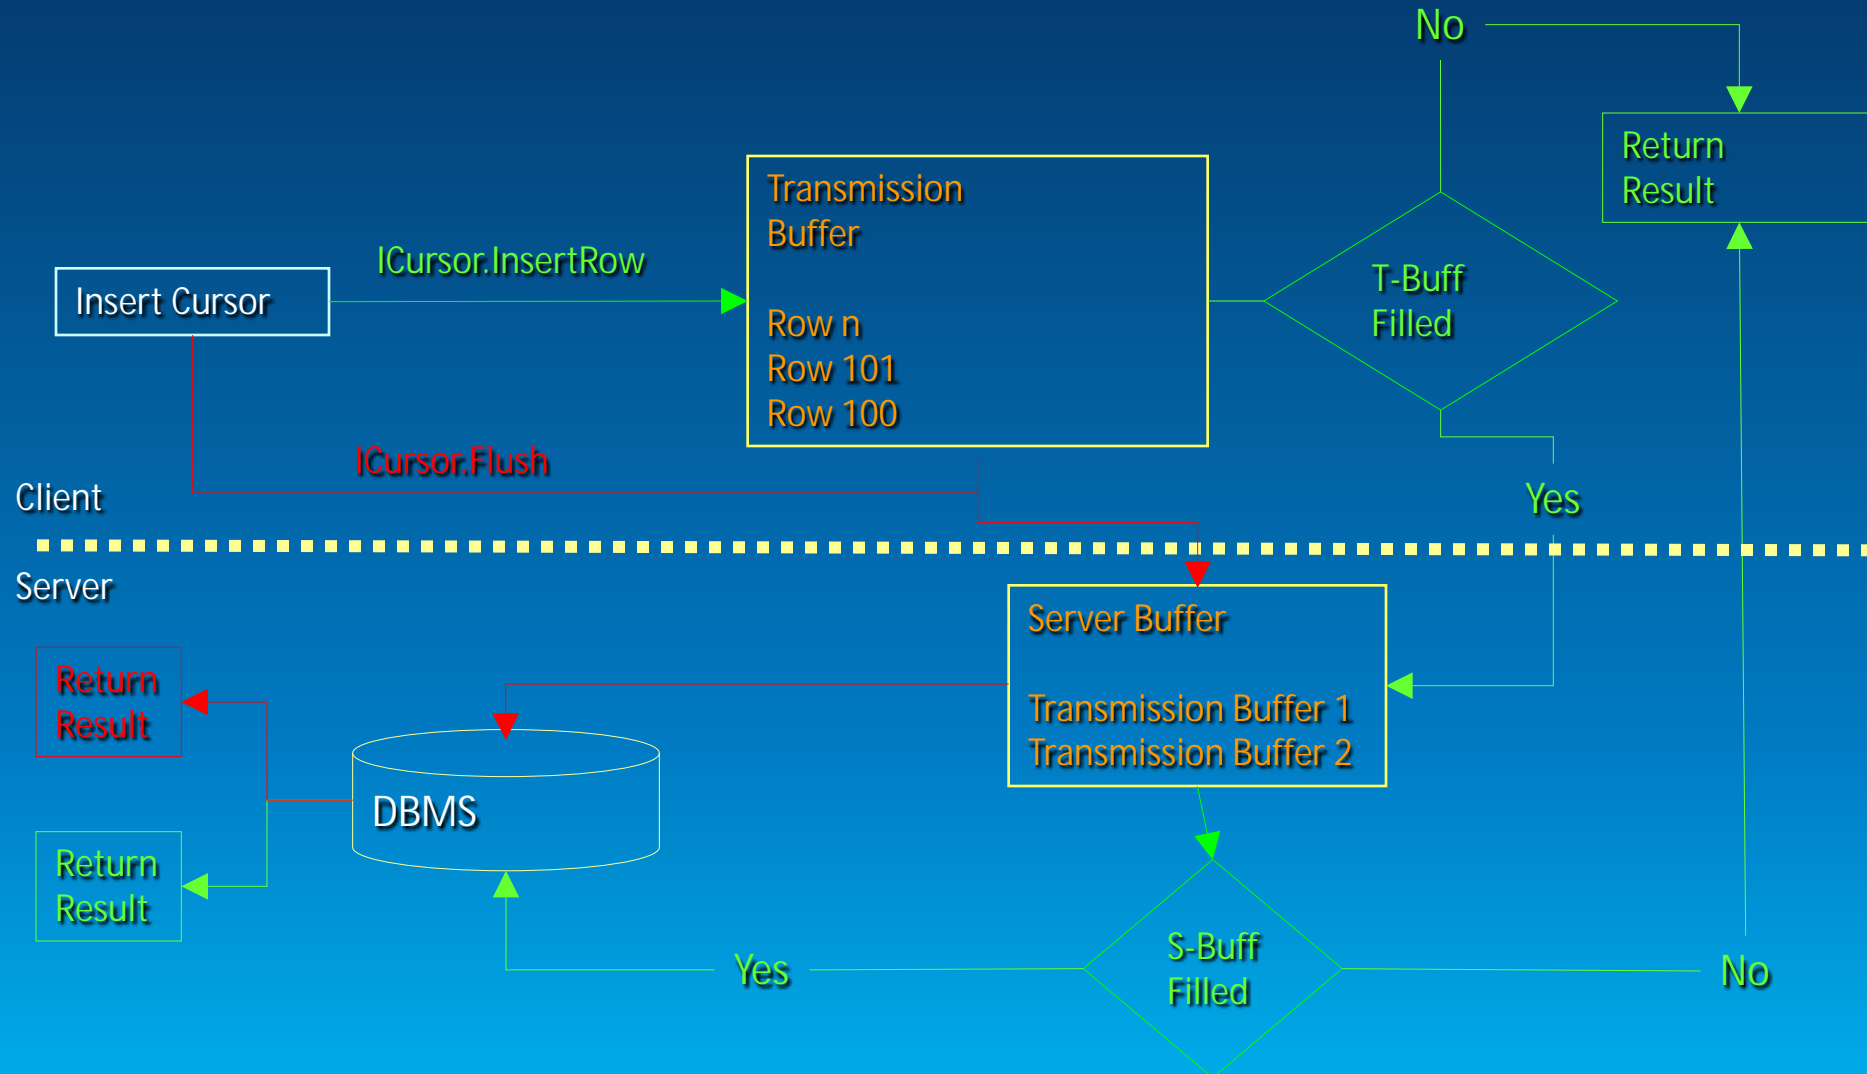 No
Return
Result
Transmission
Buffer
Row n
Row 101
Row 100
ICursor.InsertRow
Insert Cursor
T-Buff
Filled
ICursor.Flush
Client
Yes
Server
Server Buffer
Transmission Buffer 1
Transmission Buffer 2
Return
Result
DBMS
Return
Result
Yes
S-Buff
Filled
No